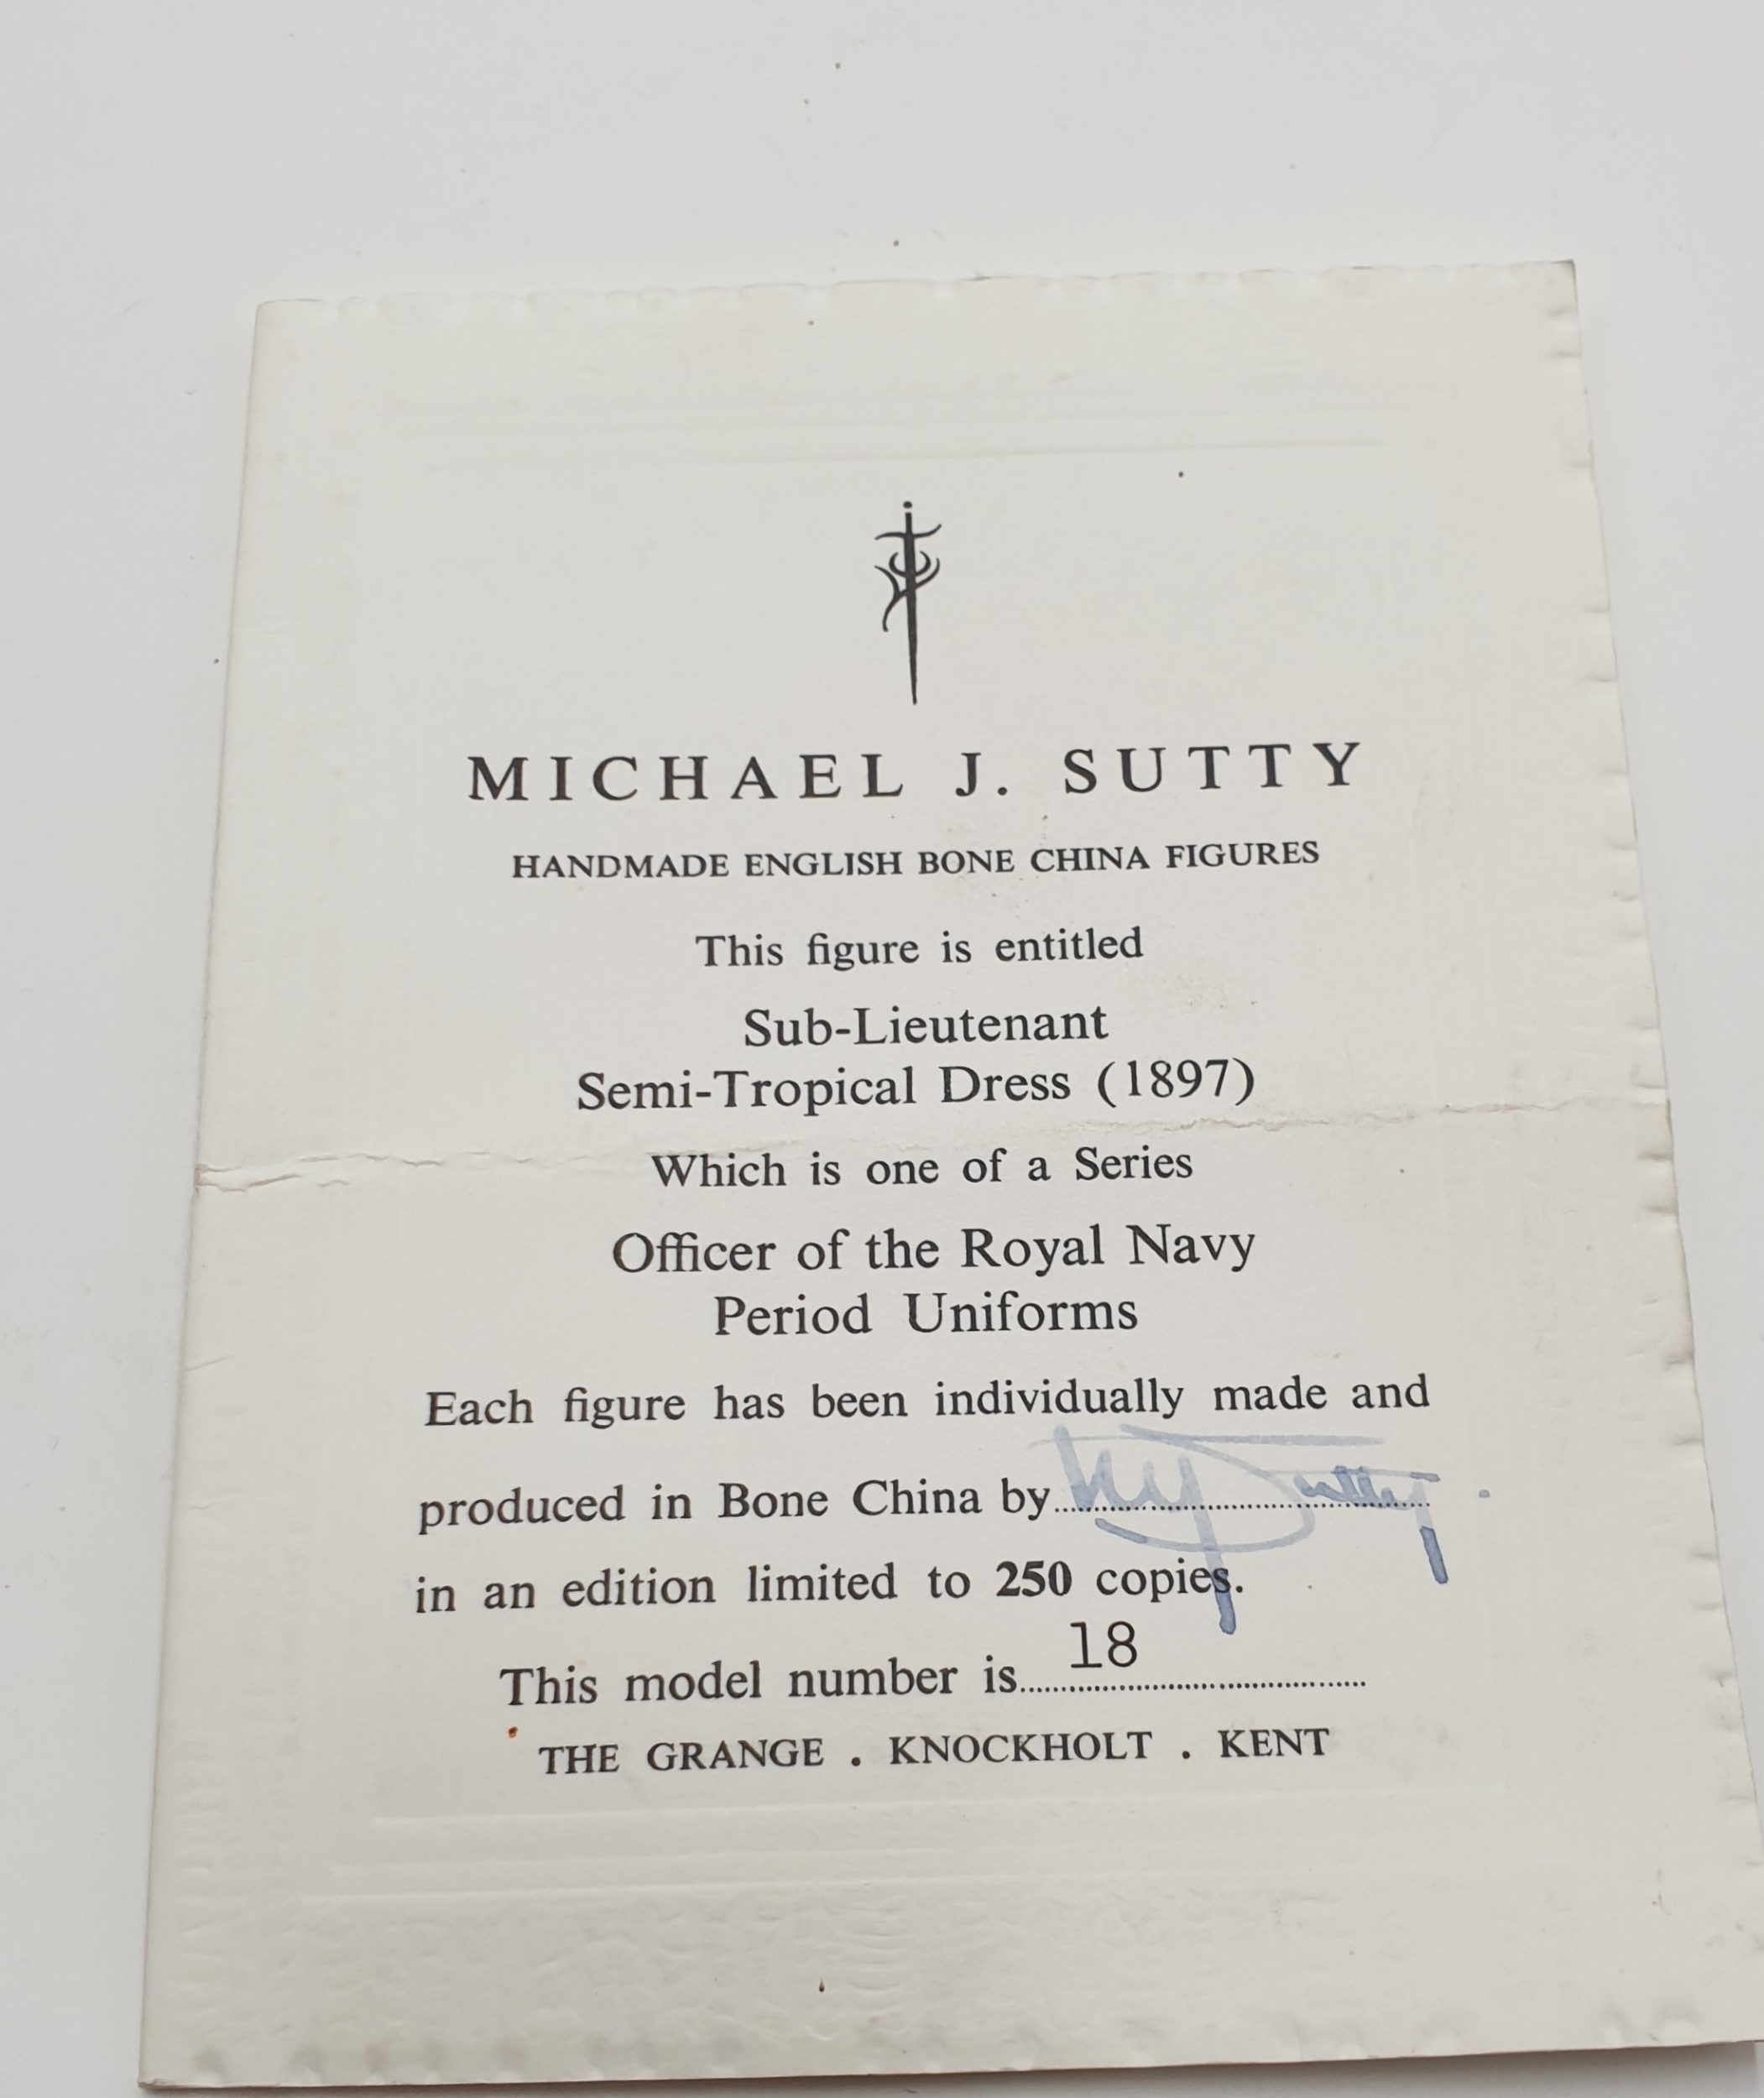 MICHAEL J. SUTTY
HANDMADE ENGLISH BONE CHINA FIGURES
This figure is entitled
Sub-Lieutenant
Semi-Tropical Dress (1897)
Which is one of a Series
Officer of the Royal Navy
Period Uniforms
Each figure has been individually made and
produced in Bone China by MJ Sutty.
in an edition limited to 250 copies.
This model number is 18
THE GRANGE . KNOCKHOLT . KENT